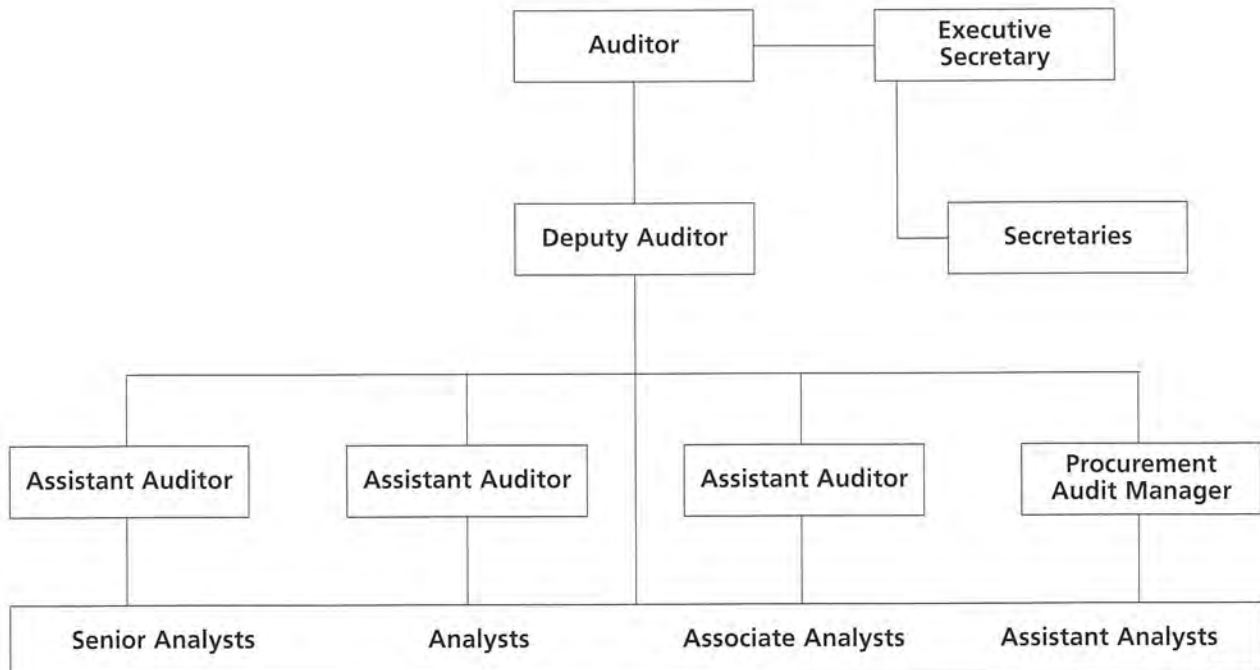 Auditor
Executive
Secretary
Deputy Auditor
Secretaries
Assistant Auditor
Assistant Auditor
Assistant Auditor
Procurement
Audit Manager
Senior Analysts
Analysts
Associate Analysts
Assistant Analysts